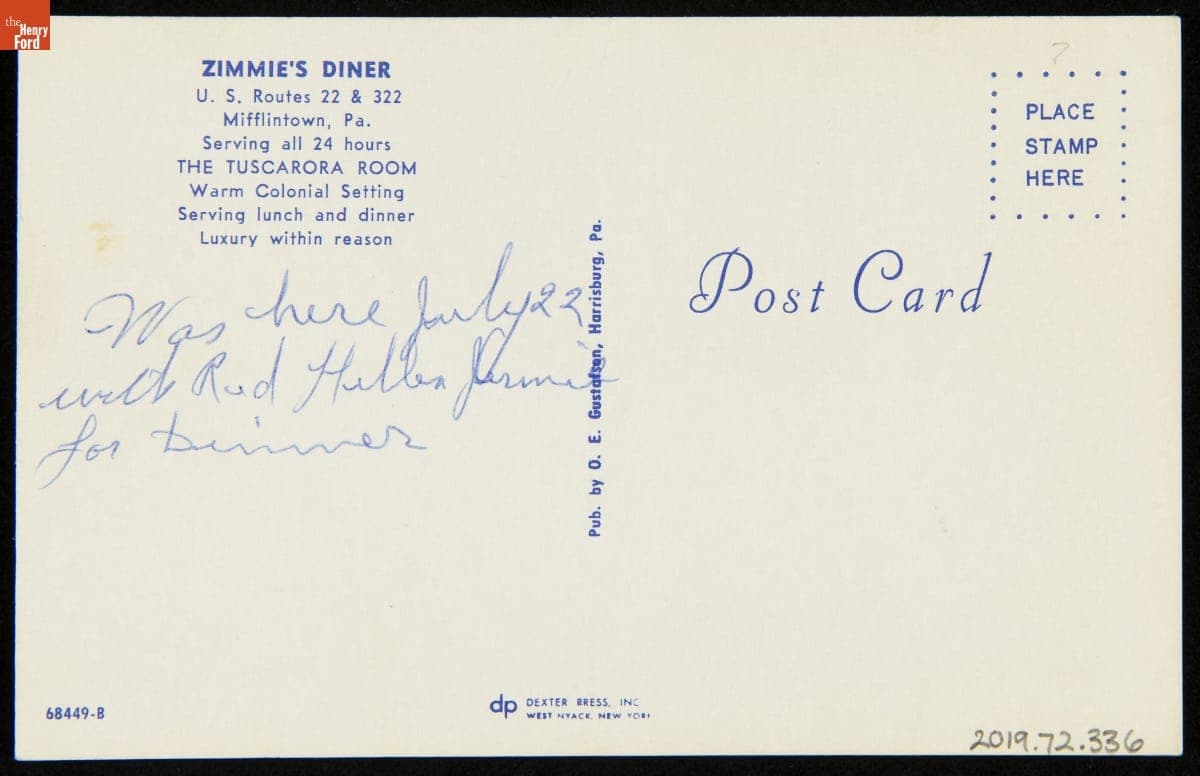 the
Henry
Ford
ZIMMIE'S DINER
U. S. Routes 22 & 322
Mifflintown, Pa.
Serving all 24 hours
THE TUSCARORA ROOM
Warm Colonial Setting
Serving lunch and dinner
Luxury within reason
Was here July 22
with Red
for Dinner
Pub. by O. E. Gustafson, Harrisburg, Pa.
?
PLACE
STAMP
HERE
Post Card
68449-B
dp DEXTER PRESS, INC
WEST NYACK, NEW YORK
2019.72.336